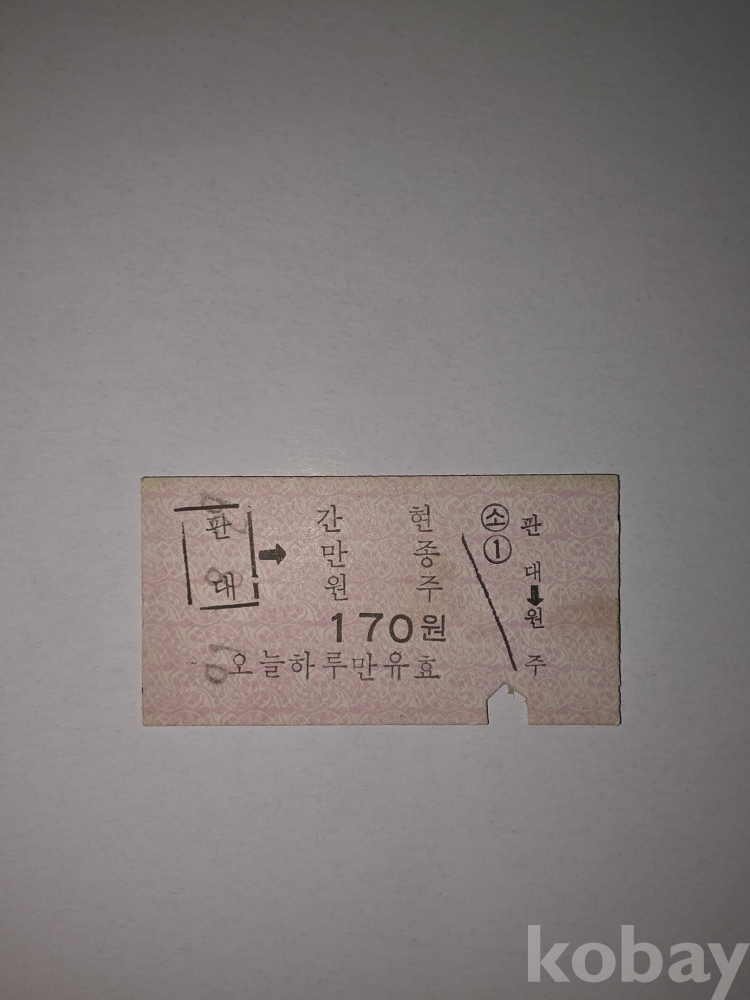 판대 ➡ 간현
만종
원주
170원
오늘하루만유효
㊛
①
판대➡원주
kobay